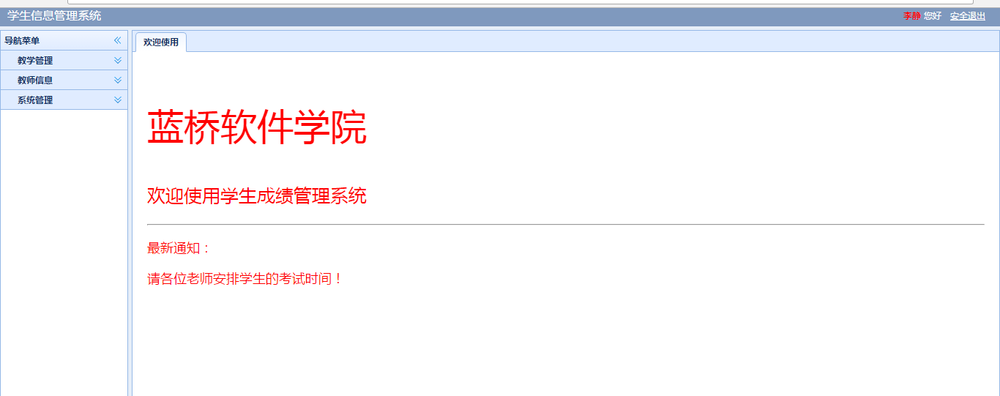 学生信息管理系统
李静 您好 安全退出
导航菜单
欢迎使用
教学管理
教师信息
系统管理
蓝桥软件学院
欢迎使用学生成绩管理系统
最新通知：
请各位老师安排学生的考试时间！